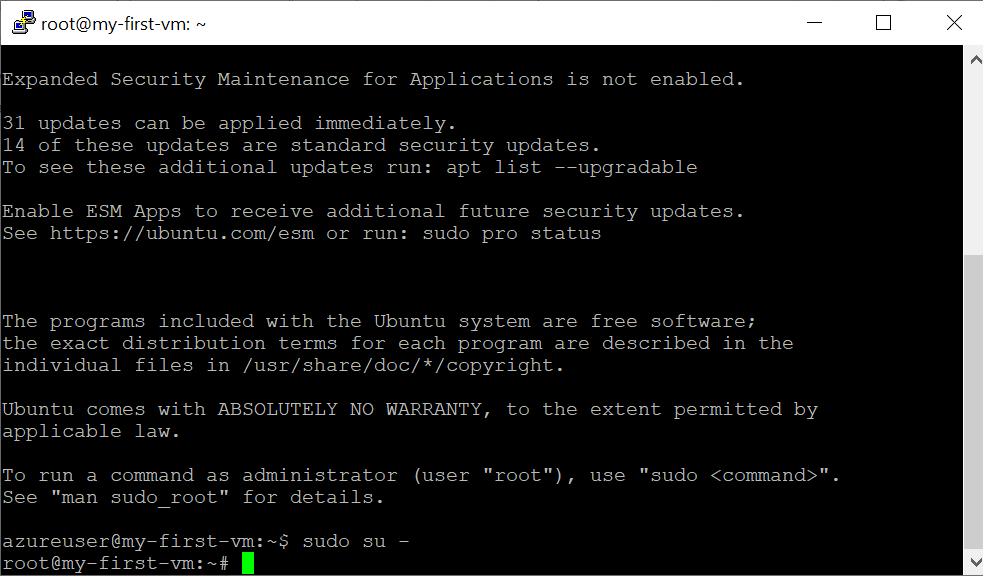 root@my-first-vm: ~
Expanded Security Maintenance for Applications is not enabled.
31 updates can be applied immediately.
14 of these updates are standard security updates.
To see these additional updates run: apt list --upgradable
Enable ESM Apps to receive additional future security updates.
See https://ubuntu.com/esm or run: sudo pro status
The programs included with the Ubuntu system are free software;
the exact distribution terms for each program are described in the
individual files in /usr/share/doc/*/copyright.
Ubuntu comes with ABSOLUTELY NO WARRANTY, to the extent permitted by
applicable law.
To run a command as administrator (user "root"), use "sudo <command>".
See "man sudo_root" for details.
azureuser@my-first-vm:~$ sudo su -
root@my-first-vm:~#